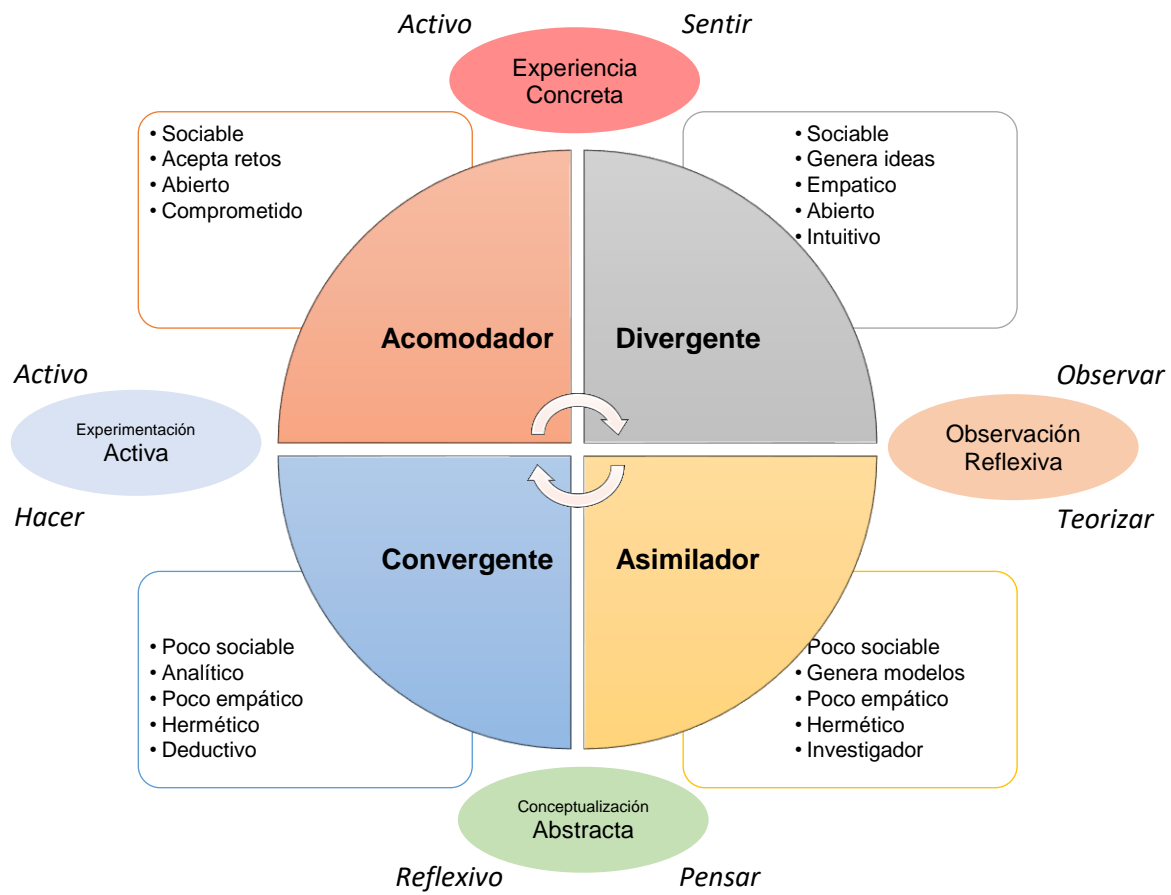 Activo
Sentir
Experiencia
Concreta
• Sociable
• Acepta retos
• Abierto
• Comprometido
• Sociable
• Genera ideas
• Empatico
• Abierto
• Intuitivo
Acomodador
Divergente
Activo
Experimentación
Activa
Hacer
Observar
Observación
Reflexiva
Teorizar
Convergente
Asimilador
• Poco sociable
• Analítico
• Poco empático
• Hermético
• Deductivo
Poco sociable
• Genera modelos
• Poco empático
• Hermético
• Investigador
Conceptualización
Abstracta
Reflexivo
Pensar